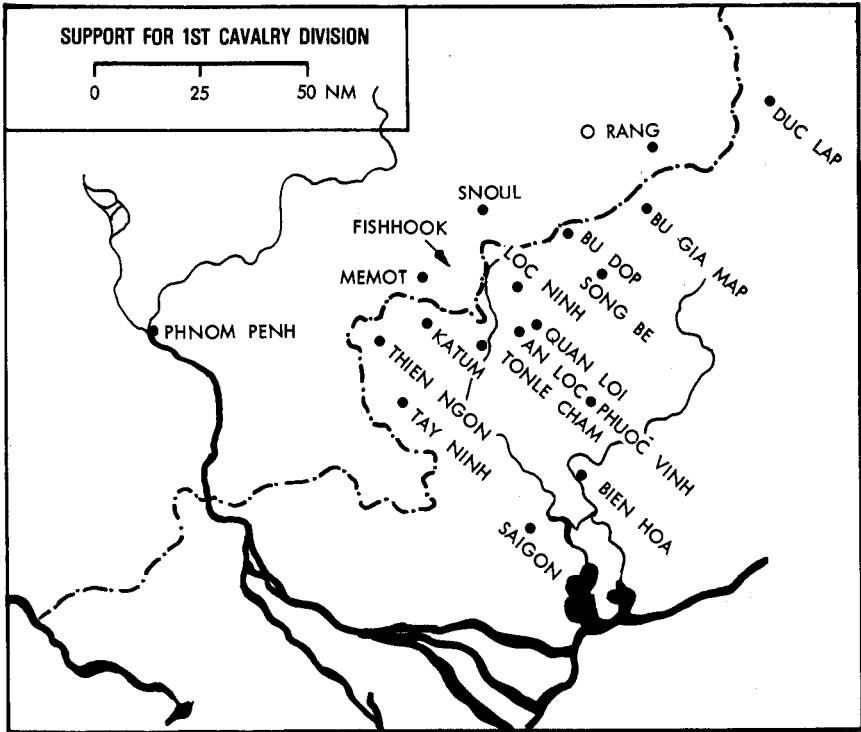 SUPPORT FOR 1ST CAVALRY DIVISION
0 25 50 NM
DUC LAP
O RANG
SNOUL
BU GIA MAP
FISHHOOK
BU DOP
LOC NINH
SONG BE
MEMOT
PHNOM PENH
KATUM
QUAN LOI
AN LOC
TONLE CHAM
THIEN NGON
TAY NINH
PHUOC VINH
BIEN HOA
SAIGON